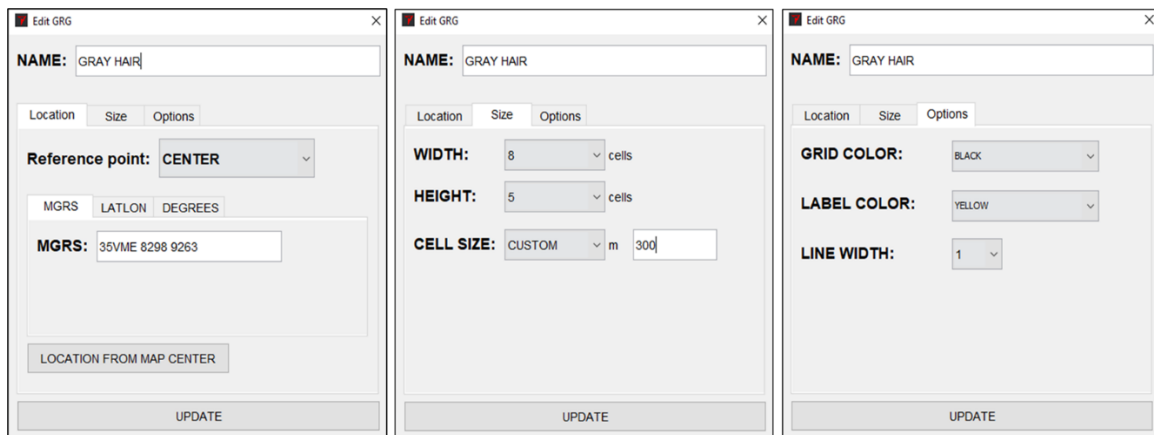 Edit GRG
NAME: GRAY HAIR
Location Size Options
Reference point: CENTER
MGRS LATLON DEGREES
MGRS: 35VME 8298 9263
LOCATION FROM MAP CENTER
UPDATE
Edit GRG
NAME: GRAY HAIR
Location Size Options
WIDTH: 8 cells
HEIGHT: 5 cells
CELL SIZE: CUSTOM m 300
UPDATE
Edit GRG
NAME: GRAY HAIR
Location Size Options
GRID COLOR: BLACK
LABEL COLOR: YELLOW
LINE WIDTH: 1
UPDATE